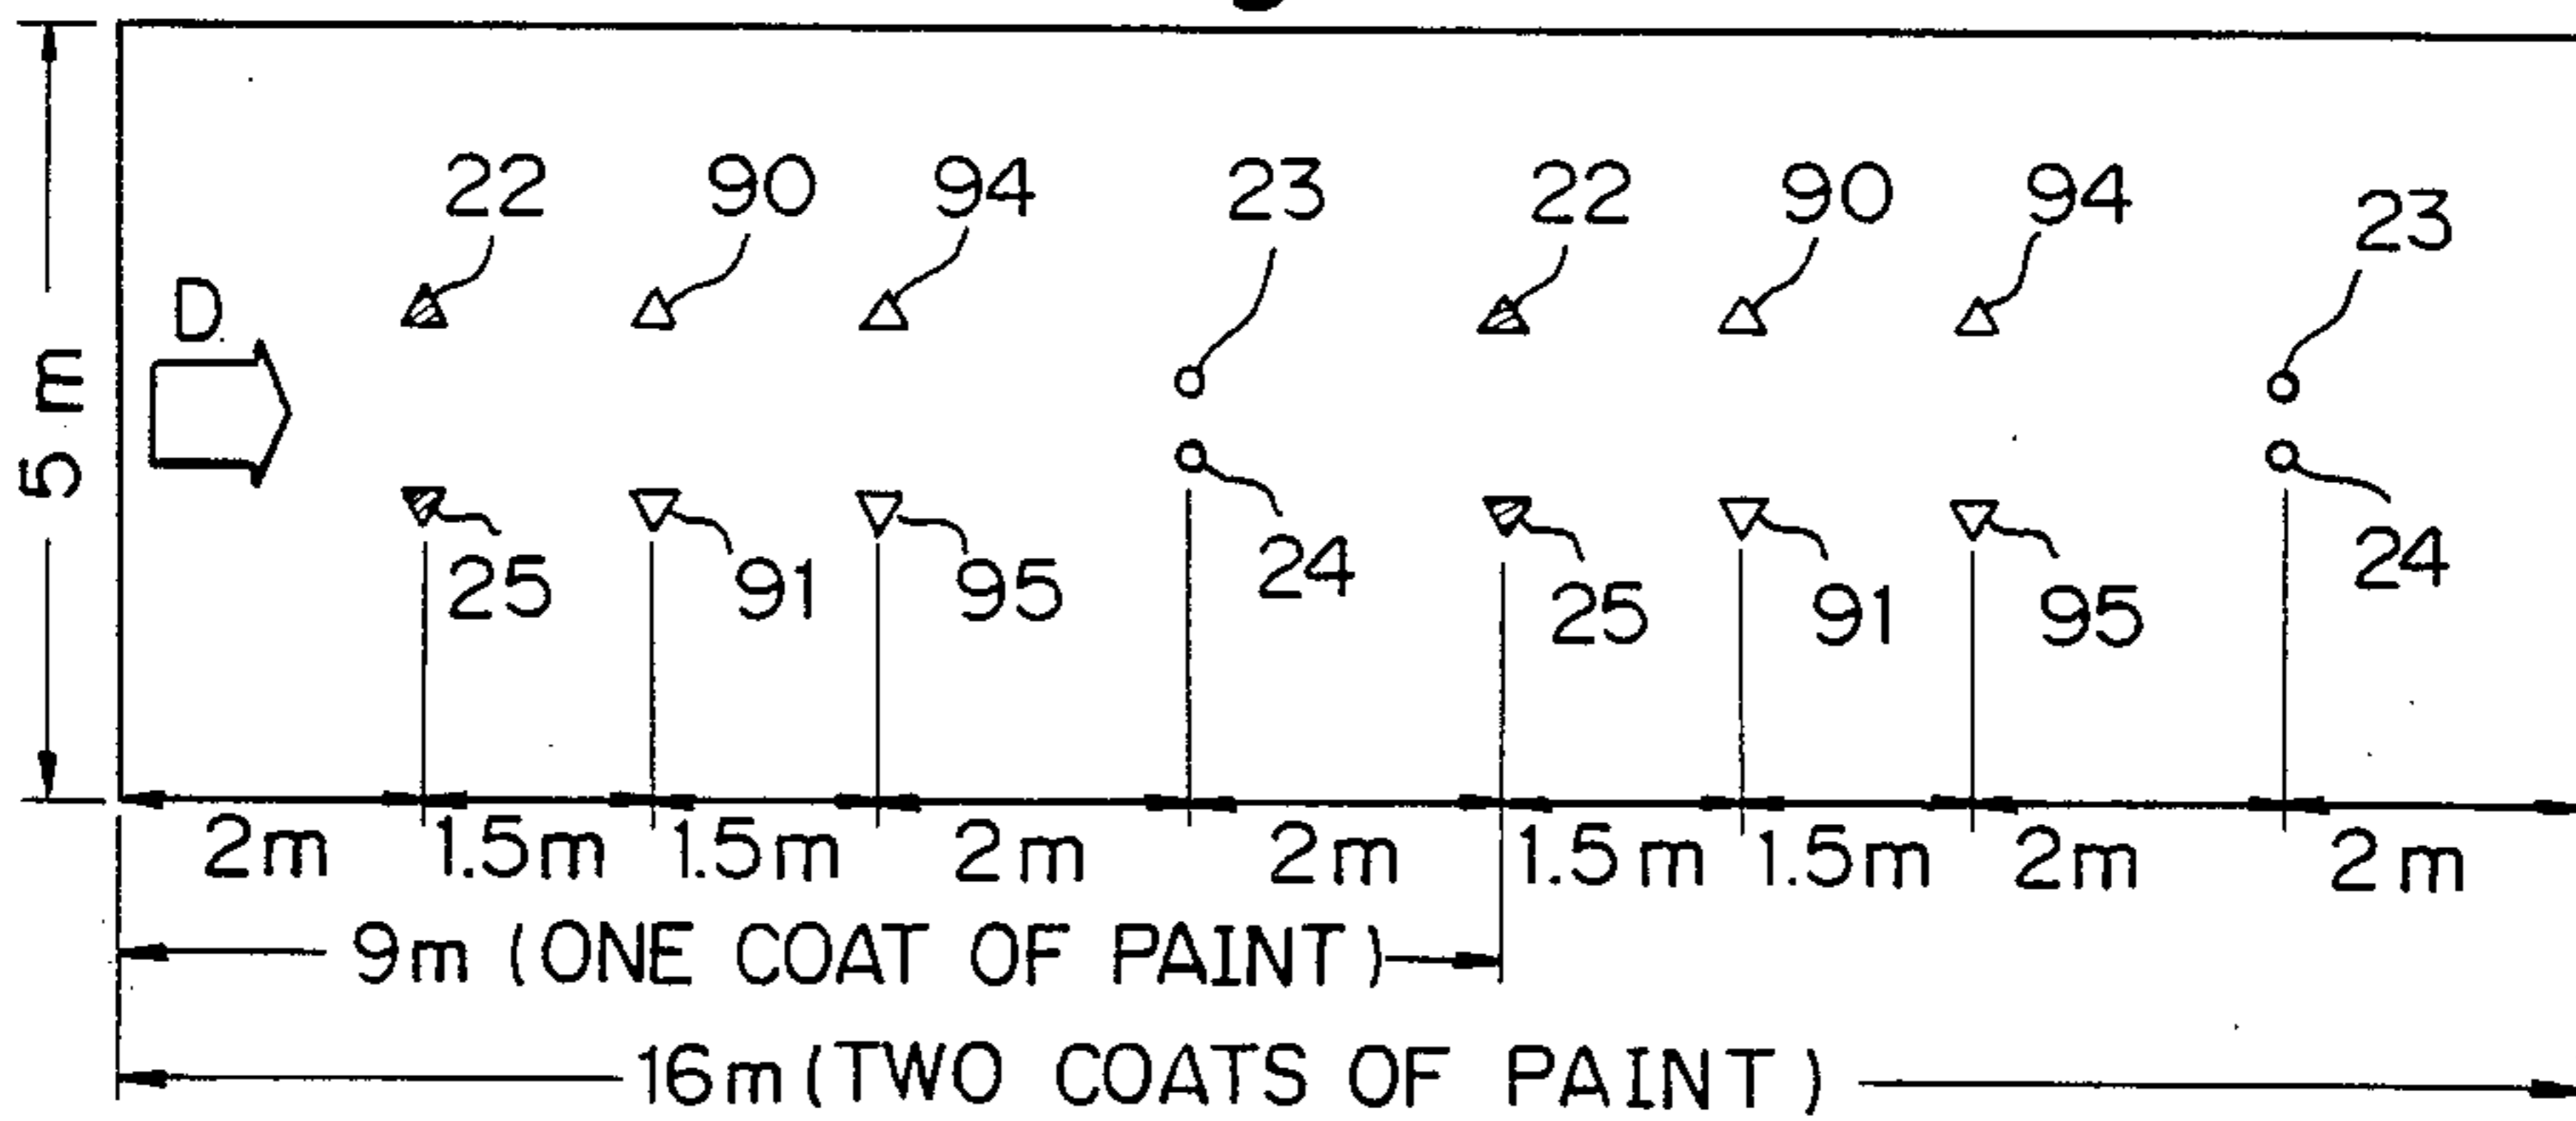 22 90 94 23 22 90 94 23
D
5 m
25 91 95 24 25 91 95 24
2m 1.5m 1.5m 2m 2m 1.5m 1.5m 2m 2m
9m (ONE COAT OF PAINT)
16m (TWO COATS OF PAINT)